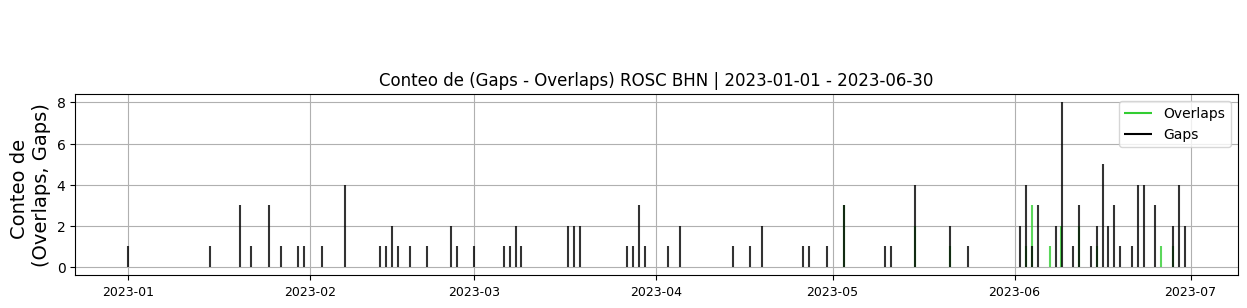 Conteo de (Gaps - Overlaps) ROSC BHN | 2023-01-01 - 2023-06-30
Conteo de
(Overlaps, Gaps)
8
6
4
2
0
Overlaps
Gaps
2023-01 2023-02 2023-03 2023-04 2023-05 2023-06 2023-07